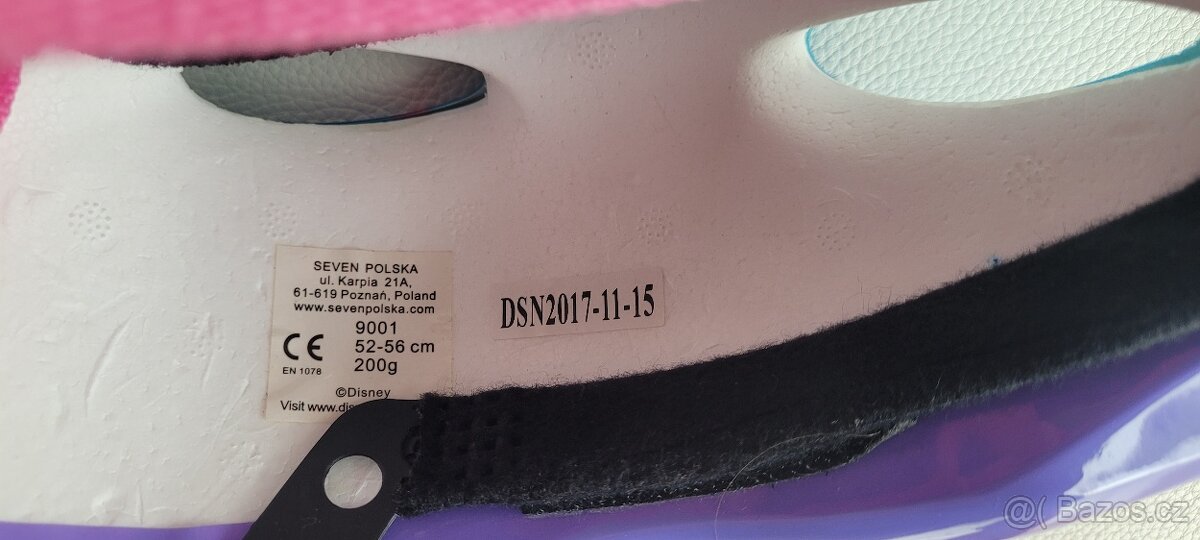 SEVEN POLSKA
ul. Karpia 21A,
61-619 Poznań, Poland
www.sevenpolska.com
9001
CE
52-56 cm
EN 1078
200g
©Disney
Visit
DSN2017-11-15
@( Bazos.cz